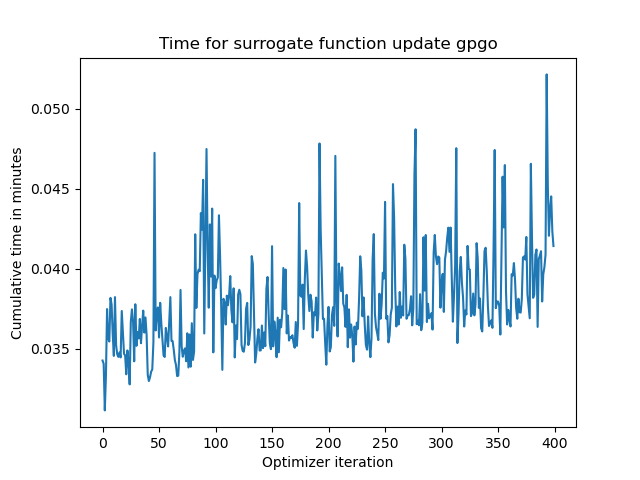 Time for surrogate function update gpgo
0.050
0.045
0.040
0.035
Cumulative time in minutes
0 50 100 150 200 250 300 350 400
Optimizer iteration